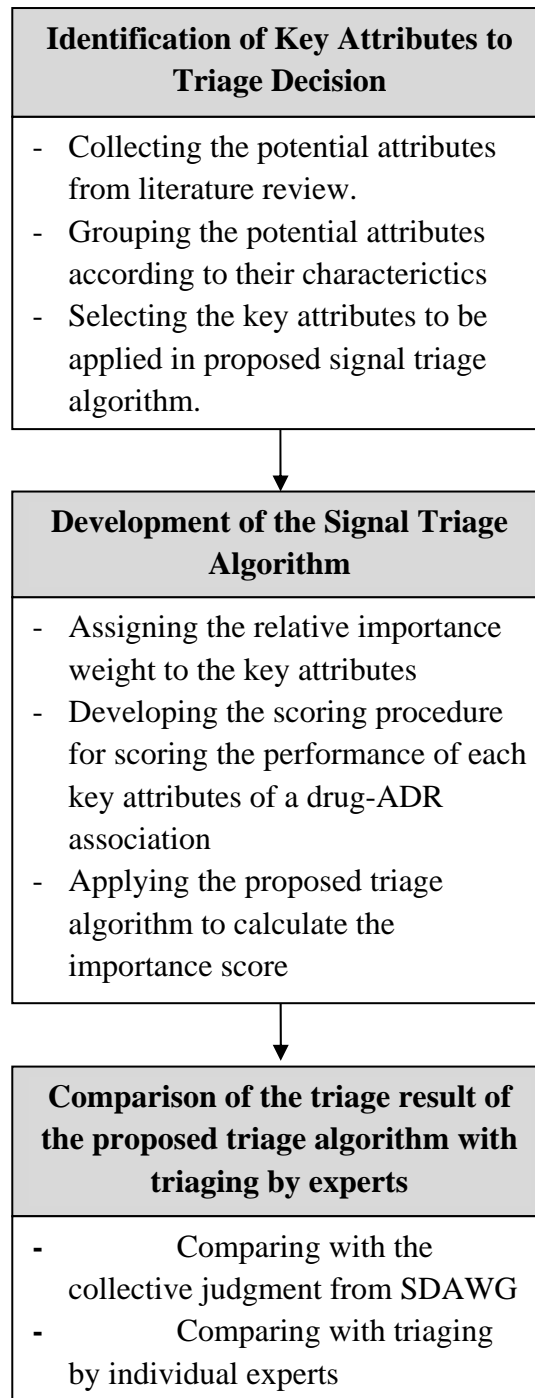 Identification of Key Attributes to
Triage Decision
- Collecting the potential attributes
from literature review.
- Grouping the potential attributes
according to their characterictics
- Selecting the key attributes to be
applied in proposed signal triage
algorithm.
Development of the Signal Triage
Algorithm
- Assigning the relative importance
weight to the key attributes
- Developing the scoring procedure
for scoring the performance of each
key attributes of a drug-ADR
association
- Applying the proposed triage
algorithm to calculate the
importance score
Comparison of the triage result of
the proposed triage algorithm with
triaging by experts
- Comparing with the
collective judgment from SDAWG
- Comparing with triaging
by individual experts